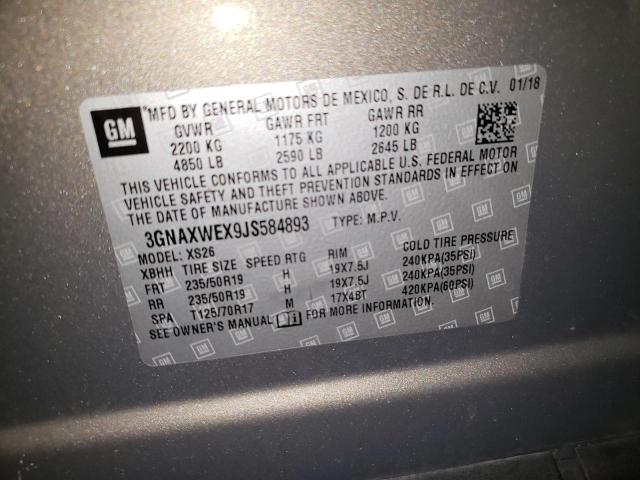 GM
*MFD BY GENERAL MOTORS DE MEXICO, S. DE R.L. DE C.V. 01/18
GVWR GAWR FRT GAWR RR
2200 KG 1175 KG 1200 KG
4850 LB 2590 LB 2645 LB
THIS VEHICLE CONFORMS TO ALL APPLICABLE U.S. FEDERAL MOTOR
VEHICLE SAFETY AND THEFT PREVENTION STANDARDS IN EFFECT ON
THE DATE OF MANUFACTURE SHOWN ABOVE.
3GNAXWEX9JS584893 TYPE: M.P.V.
MODEL: XS26
XBHH TIRE SIZE SPEED RTG RIM COLD TIRE PRESSURE
FRT 235/50R19 H 19X7.5J 240KPA(35PSI)
RR 235/50R19 H 19X7.5J 240KPA(35PSI)
SPA T125/70R17 M 17X4BT 420KPA(60PSI)
SEE OWNER'S MANUAL FOR MORE INFORMATION